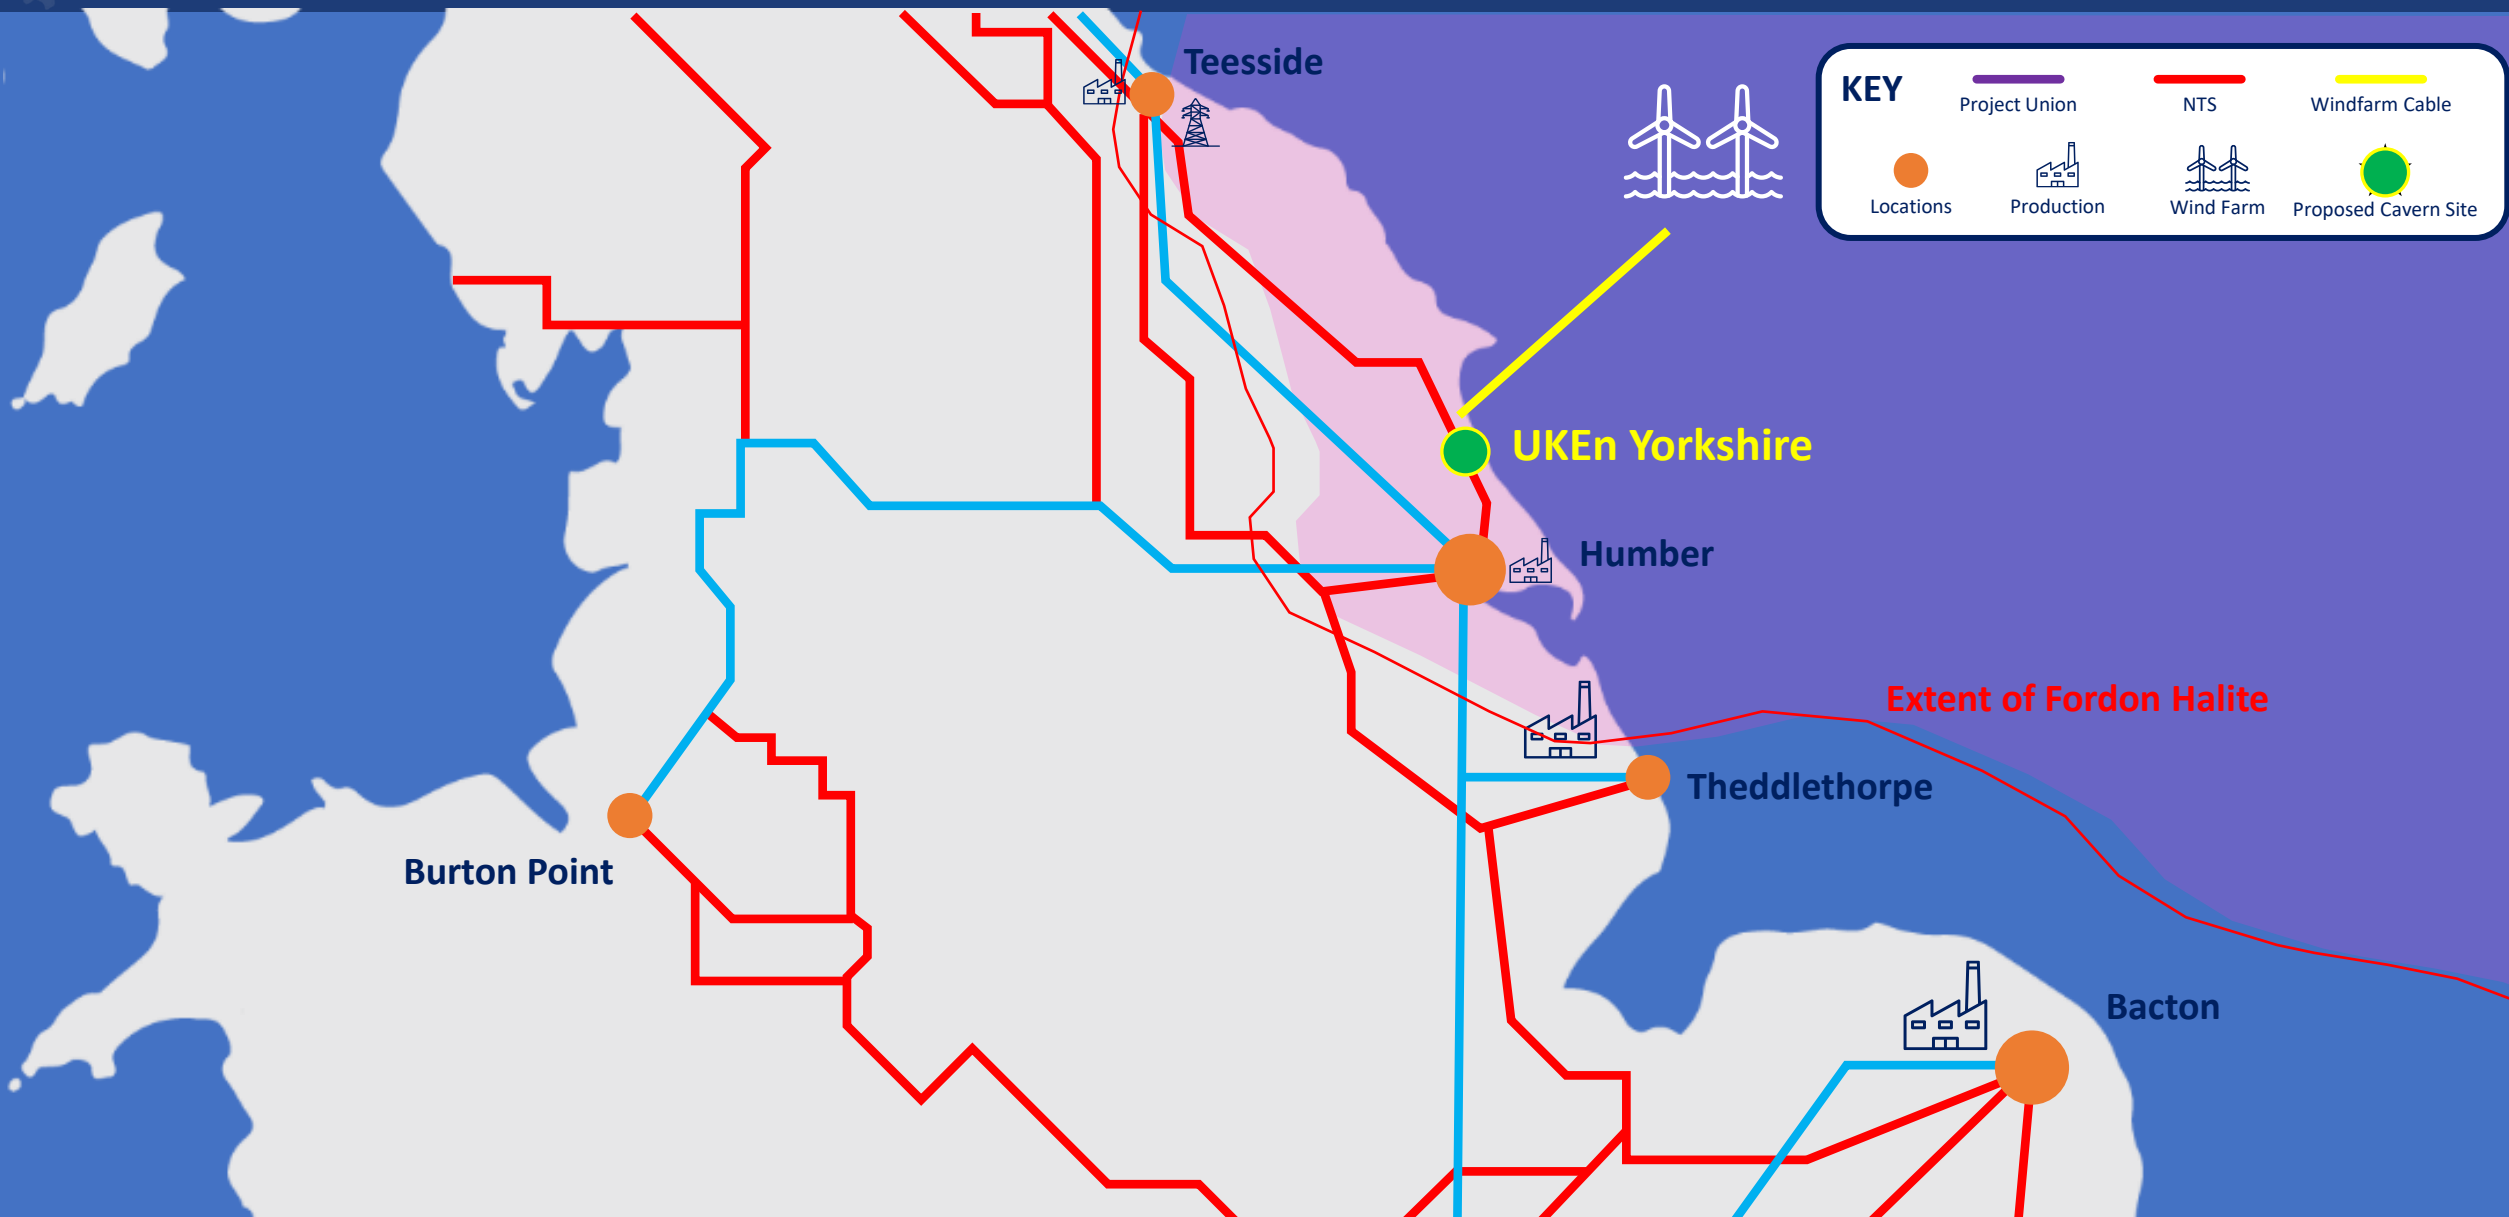 Teesside
KEY
Project Union
NTS
Windfarm Cable
Locations
Production
Wind Farm
Proposed Cavern Site
UKEn Yorkshire
Humber
Extent of Fordon Halite
Theddlethorpe
Burton Point
Bacton